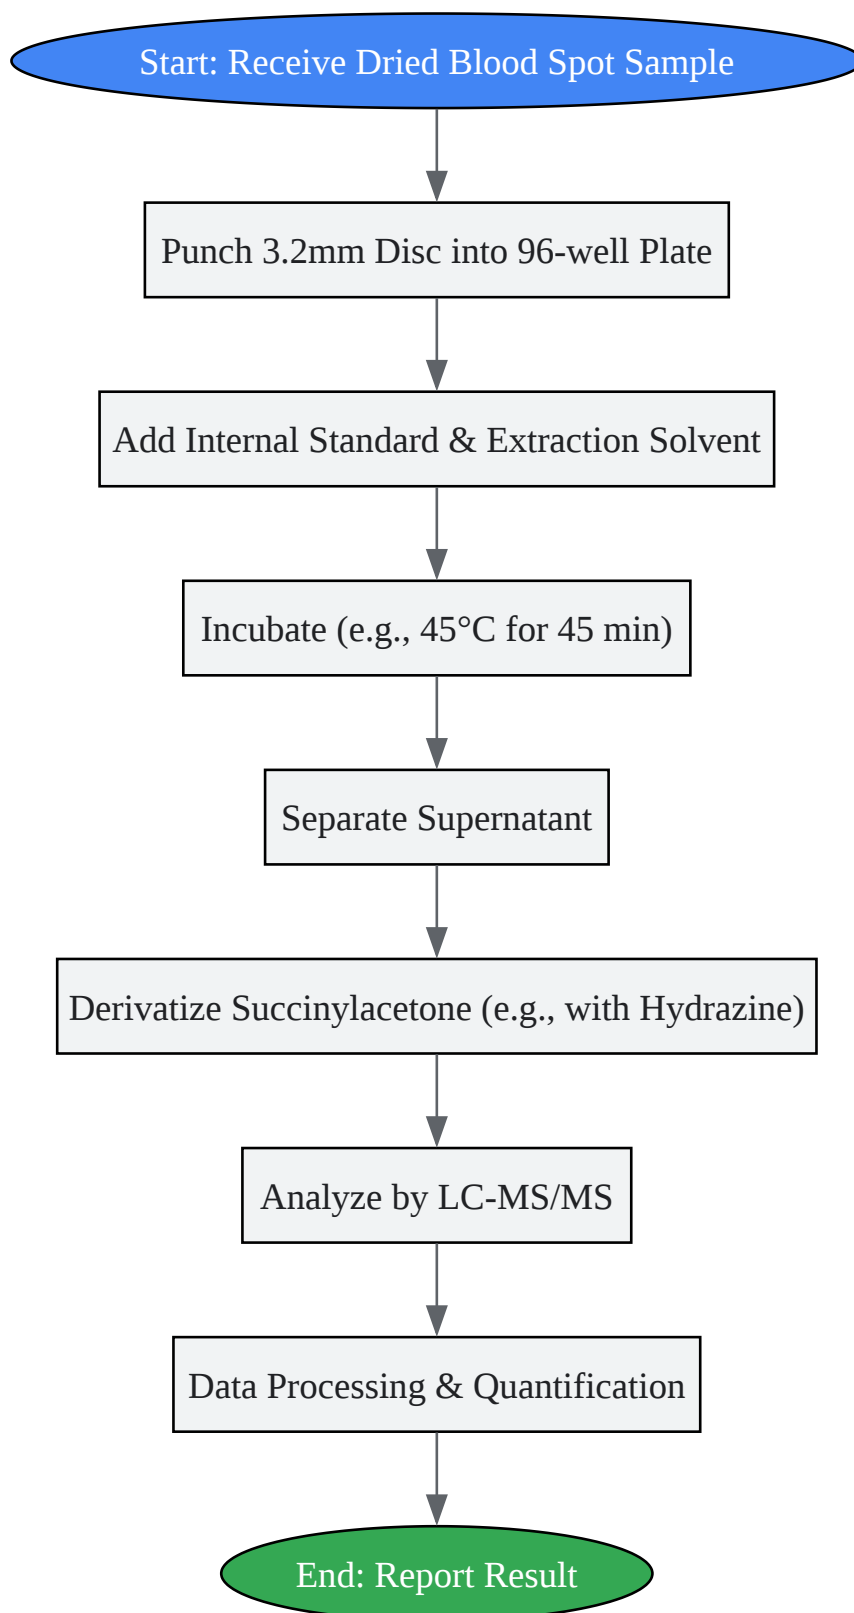 Start: Receive Dried Blood Spot Sample
Punch 3.2mm Disc into 96-well Plate
Add Internal Standard & Extraction Solvent
Incubate (e.g., 45°C for 45 min)
Separate Supernatant
Derivatize Succinylacetone (e.g., with Hydrazine)
Analyze by LC-MS/MS
Data Processing & Quantification
End: Report Result